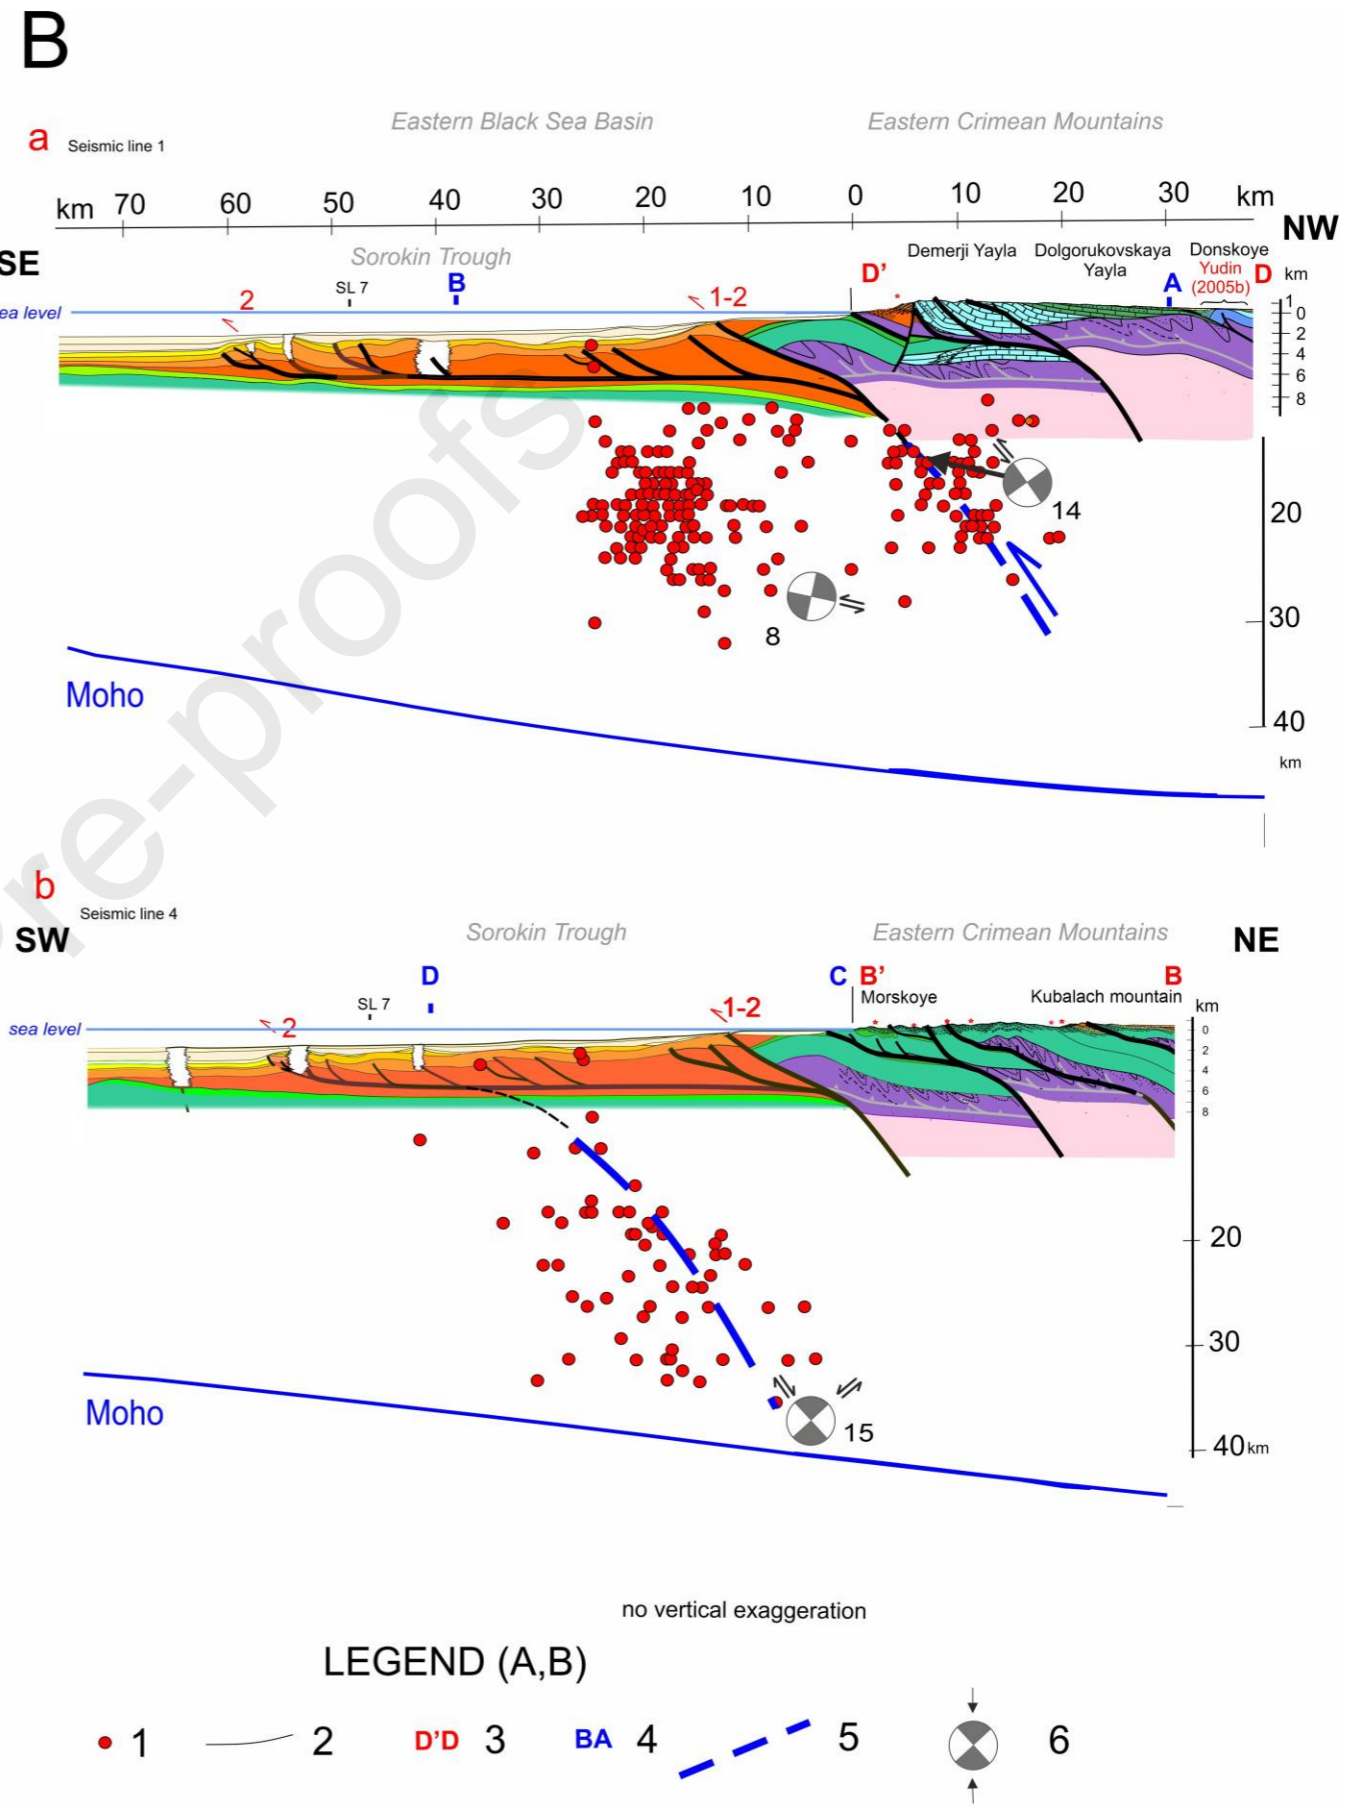 B
Eastern Black Sea Basin Eastern Crimean Mountains
a Seismic line 1
km 70 60 50 40 30 20 10 0 10 20 30 km
SE NW
Sorokin Trough
Demerji Yayla Dolgorukovskaya Yayla Donskoye
Yudin (2005b)
SL 7 B D' A D km
sea level 2 1-2
1
0
2
4
6
8
14
20
8
30
Moho
40
km
pre-proofs
b Seismic line 4
SW NE
Sorokin Trough Eastern Crimean Mountains
D C B' B
SL 7 Morskoye Kubalach mountain km
sea level 2 1-2
0
2
4
6
8
20
30
Moho
15
40 km
no vertical exaggeration
LEGEND (A,B)
1 2 D'D 3 BA 4 5 6